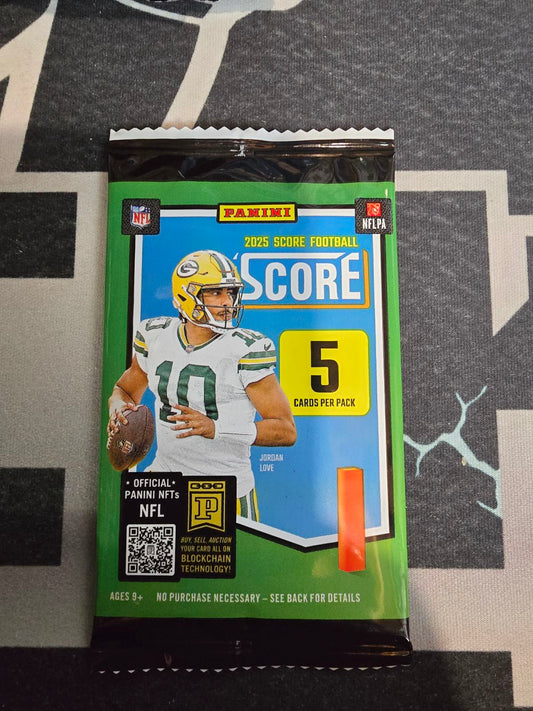 NFL
PANINI
NFLPA
2025 SCORE FOOTBALL
SCORE
G
10
5
CARDS PER PACK
JORDAN
LOVE
★ OFFICIAL ★
PANINI NFTs
NFL
P
BUY, SELL, AUCTION
YOUR CARD ALL ON
BLOCKCHAIN
TECHNOLOGY!
AGES 9+ NO PURCHASE NECESSARY – SEE BACK FOR DETAILS